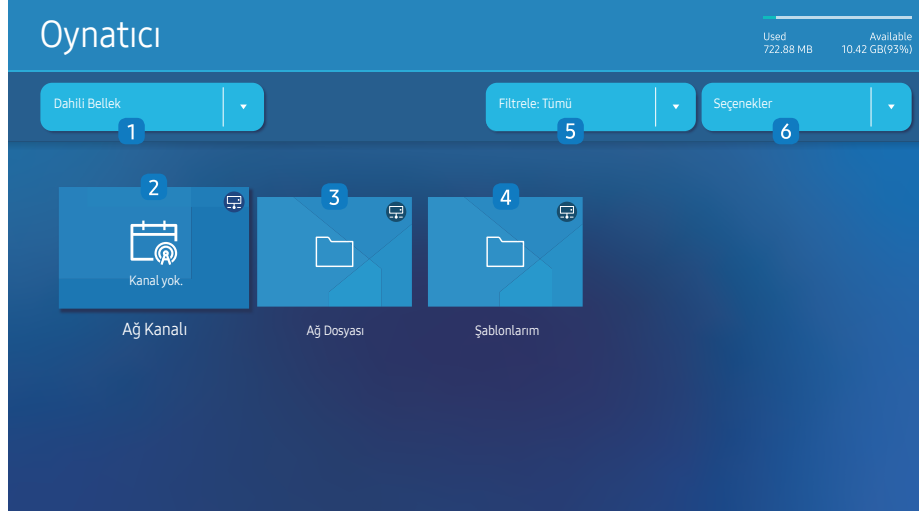 Oynatıcı
Used Available
722.88 MB 10.42 GB(93%)
Dahili Bellek
Filtrele: Tümü
Seçenekler
1
5
6
2
3
4
Kanal yok.
Ağ Kanalı
Ağ Dosyası
Şablonlarım